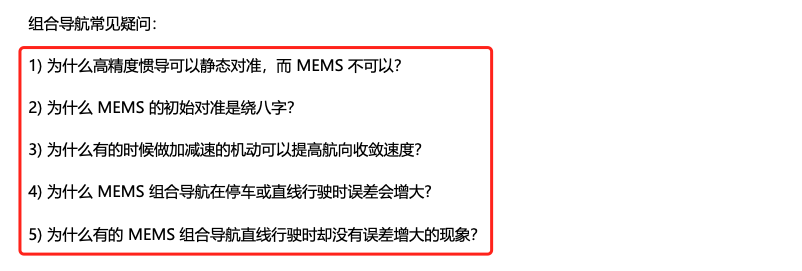 组合导航常见疑问：
1) 为什么高精度惯导可以静态对准，而 MEMS 不可以？
2) 为什么 MEMS 的初始对准是绕八字？
3) 为什么有的时候做加减速的机动可以提高航向收敛速度？
4) 为什么 MEMS 组合导航在停车或直线行驶时误差会增大？
5) 为什么有的 MEMS 组合导航直线行驶时却没有误差增大的现象？